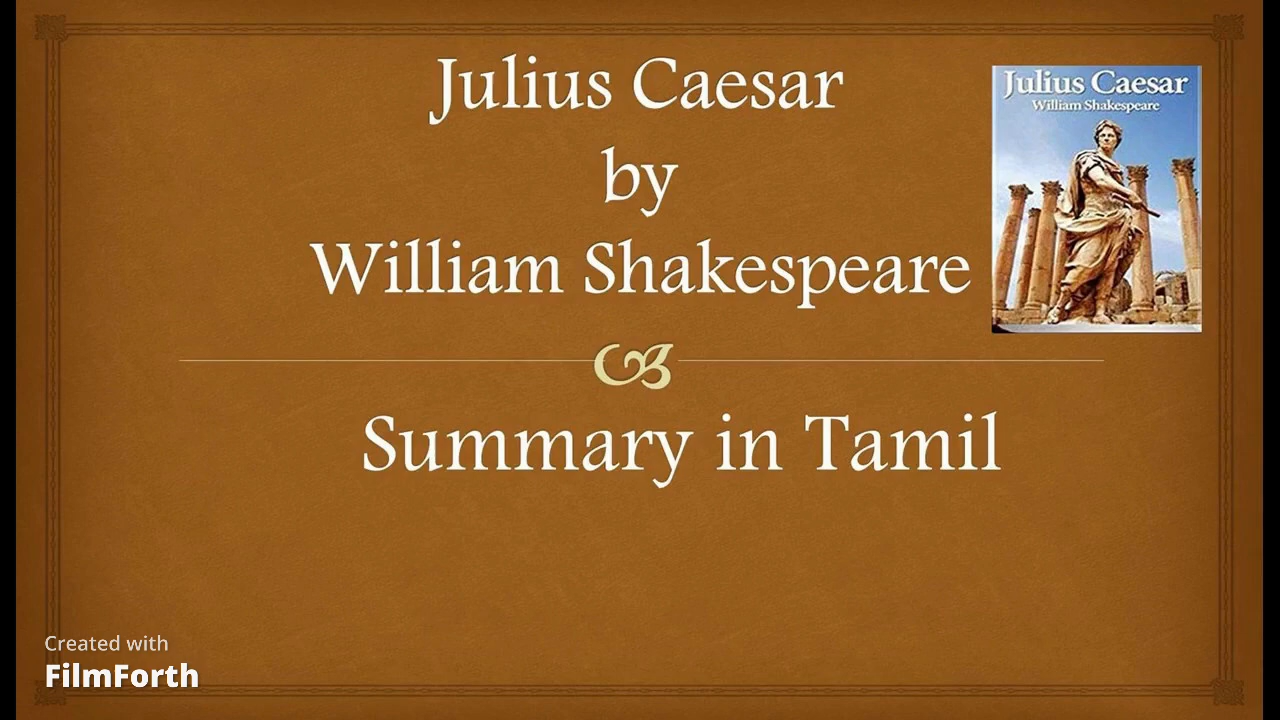 Julius Caesar
by
William Shakespeare
Summary in Tamil
Julius Caesar
William Shakespeare
Created with
FilmForth